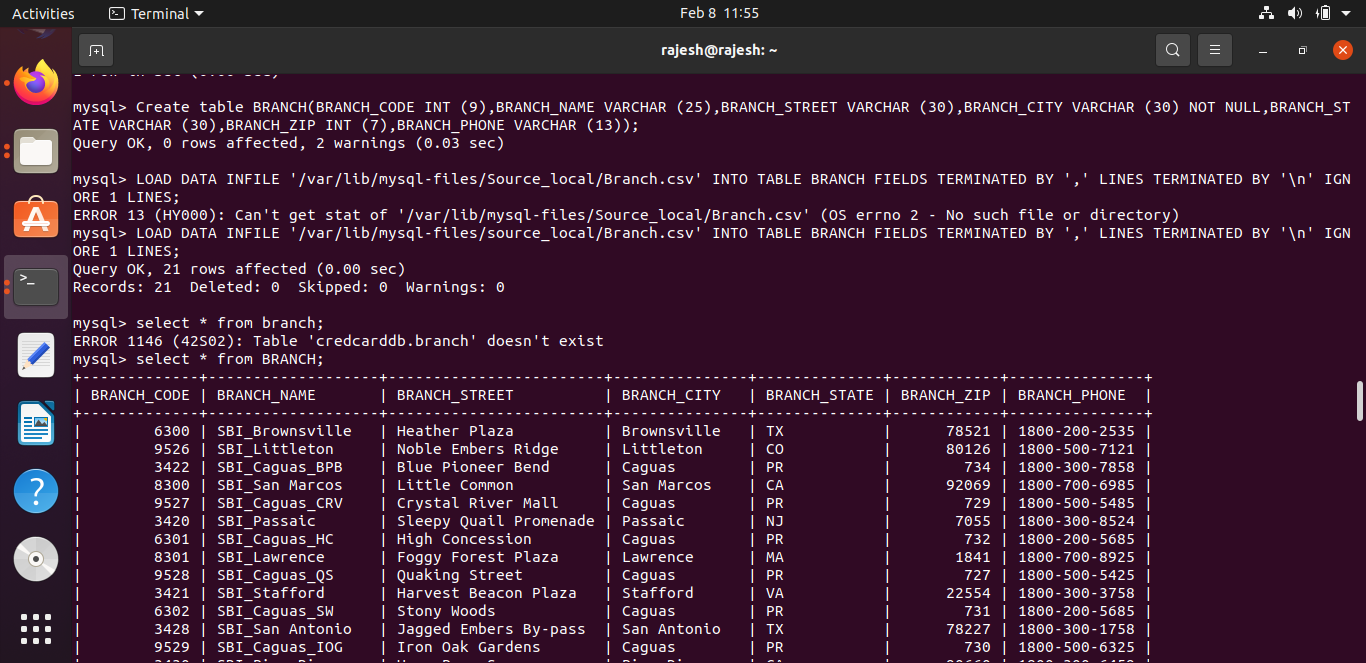 Activities Terminal Feb 8 11:55
rajesh@rajesh: ~
mysql> Create table BRANCH(BRANCH_CODE INT (9),BRANCH_NAME VARCHAR (25),BRANCH_STREET VARCHAR (30),BRANCH_CITY VARCHAR (30) NOT NULL,BRANCH_ST
ATE VARCHAR (30),BRANCH_ZIP INT (7),BRANCH_PHONE VARCHAR (13));
Query OK, 0 rows affected, 2 warnings (0.03 sec)
mysql> LOAD DATA INFILE '/var/lib/mysql-files/Source_local/Branch.csv' INTO TABLE BRANCH FIELDS TERMINATED BY ',' LINES TERMINATED BY '\n' IGN
ORE 1 LINES;
ERROR 13 (HY000): Can't get stat of '/var/lib/mysql-files/Source_local/Branch.csv' (OS errno 2 - No such file or directory)
mysql> LOAD DATA INFILE '/var/lib/mysql-files/source_local/Branch.csv' INTO TABLE BRANCH FIELDS TERMINATED BY ',' LINES TERMINATED BY '\n' IGN
ORE 1 LINES;
Query OK, 21 rows affected (0.00 sec)
Records: 21  Deleted: 0  Skipped: 0  Warnings: 0
mysql> select * from branch;
ERROR 1146 (42S02): Table 'credcarddb.branch' doesn't exist
mysql> select * from BRANCH;
+-------------+-------------------+------------------------+--------------+--------------+------------+---------------+
| BRANCH_CODE | BRANCH_NAME       | BRANCH_STREET          | BRANCH_CITY  | BRANCH_STATE | BRANCH_ZIP | BRANCH_PHONE  |
+-------------+-------------------+------------------------+--------------+--------------+------------+---------------+
|        6300 | SBI_Brownsville   | Heather Plaza          | Brownsville  | TX           |      78521 | 1800-200-2535 |
|        9526 | SBI_Littleton     | Noble Embers Ridge     | Littleton    | CO           |      80126 | 1800-500-7121 |
|        3422 | SBI_Caguas_BPB    | Blue Pioneer Bend      | Caguas       | PR           |        734 | 1800-300-7858 |
|        8300 | SBI_San Marcos    | Little Common          | San Marcos   | CA           |      92069 | 1800-700-6985 |
|        9527 | SBI_Caguas_CRV    | Crystal River Mall     | Caguas       | PR           |        729 | 1800-500-5485 |
|        3420 | SBI_Passaic       | Sleepy Quail Promenade | Passaic      | NJ           |       7055 | 1800-300-8524 |
|        6301 | SBI_Caguas_HC     | High Concession        | Caguas       | PR           |        732 | 1800-200-5685 |
|        8301 | SBI_Lawrence      | Foggy Forest Plaza     | Lawrence     | MA           |       1841 | 1800-700-8925 |
|        9528 | SBI_Caguas_QS     | Quaking Street         | Caguas       | PR           |        727 | 1800-500-5425 |
|        3421 | SBI_Stafford      | Harvest Beacon Plaza   | Stafford     | VA           |      22554 | 1800-300-3758 |
|        6302 | SBI_Caguas_SW     | Stony Woods            | Caguas       | PR           |        731 | 1800-200-5685 |
|        3428 | SBI_San Antonio   | Jagged Embers By-pass  | San Antonio  | TX           |      78227 | 1800-300-1758 |
|        9529 | SBI_Caguas_IOG    | Iron Oak Gardens       | Caguas       | PR           |        730 | 1800-500-6325 |